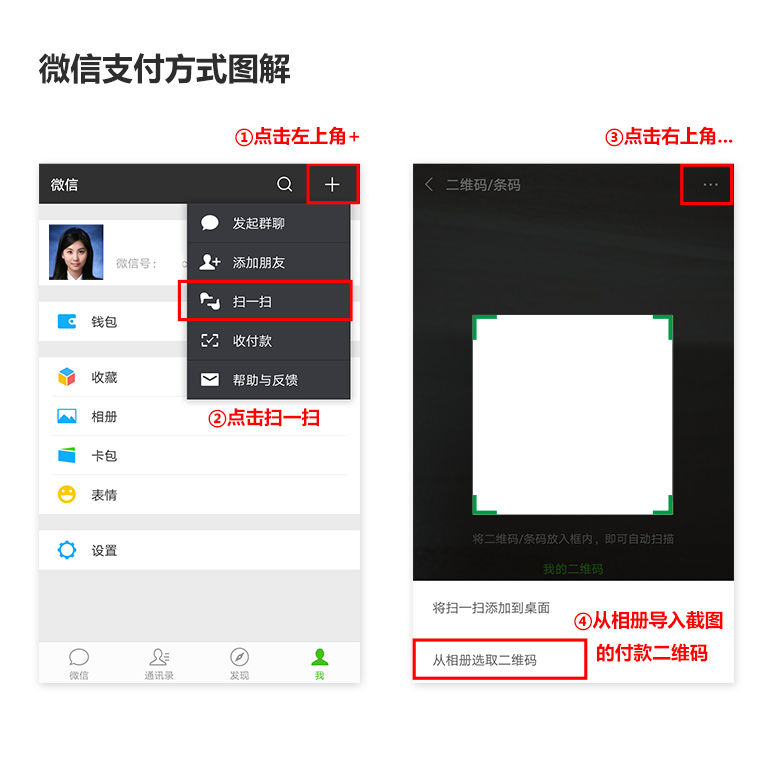 微信支付方式图解
①点击左上角+
微信
发起群聊
添加朋友
微信号：
扫一扫
钱包
收付款
收藏
帮助与反馈
②点击扫一扫
相册
卡包
表情
设置
微信
通讯录
发现
我
③点击右上角...
二维码/条码
将二维码/条码放入框内，即可自动扫描
我的二维码
将扫一扫添加到桌面
④从相册导入截图
的付款二维码
从相册选取二维码